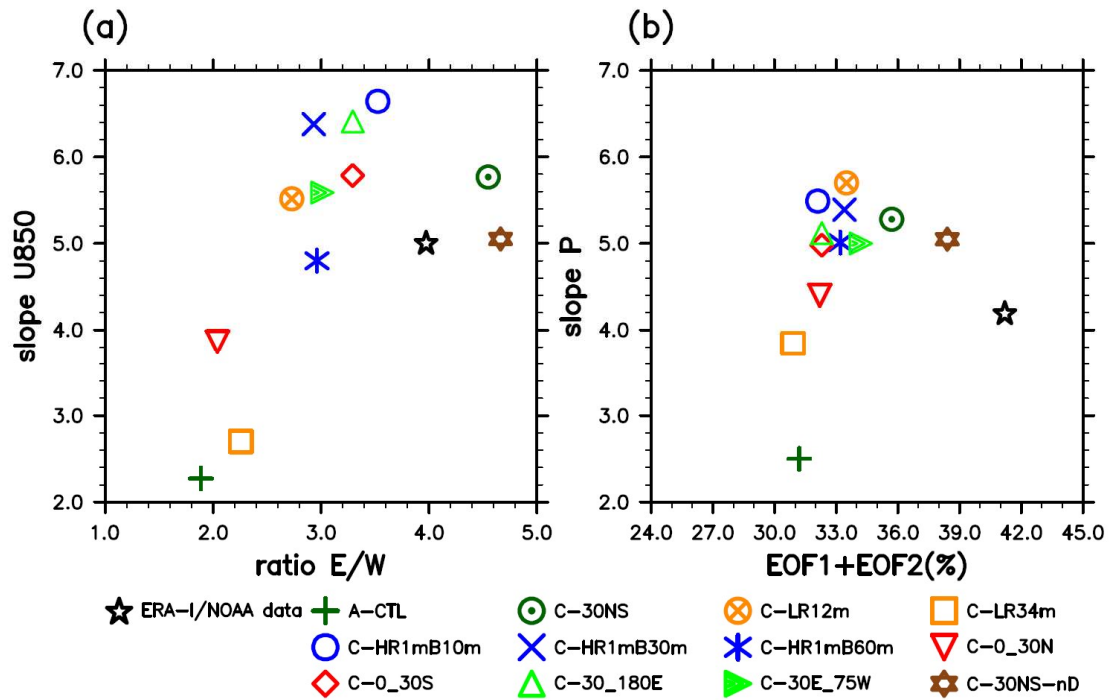 (a)
(b)
7.0
6.0
5.0
4.0
3.0
2.0
slope U850
1.0 2.0 3.0 4.0 5.0
ratio E/W
7.0
6.0
5.0
4.0
3.0
2.0
slope P
24.0 27.0 30.0 33.0 36.0 39.0 42.0 45.0
EOF1+EOF2(%)
ERA-I/NOAA data A-CTL C-30NS C-LR12m C-LR34m
C-HR1mB10m C-HR1mB30m C-HR1mB60m C-0_30N
C-0_30S C-30_180E C-30E_75W C-30NS-nD